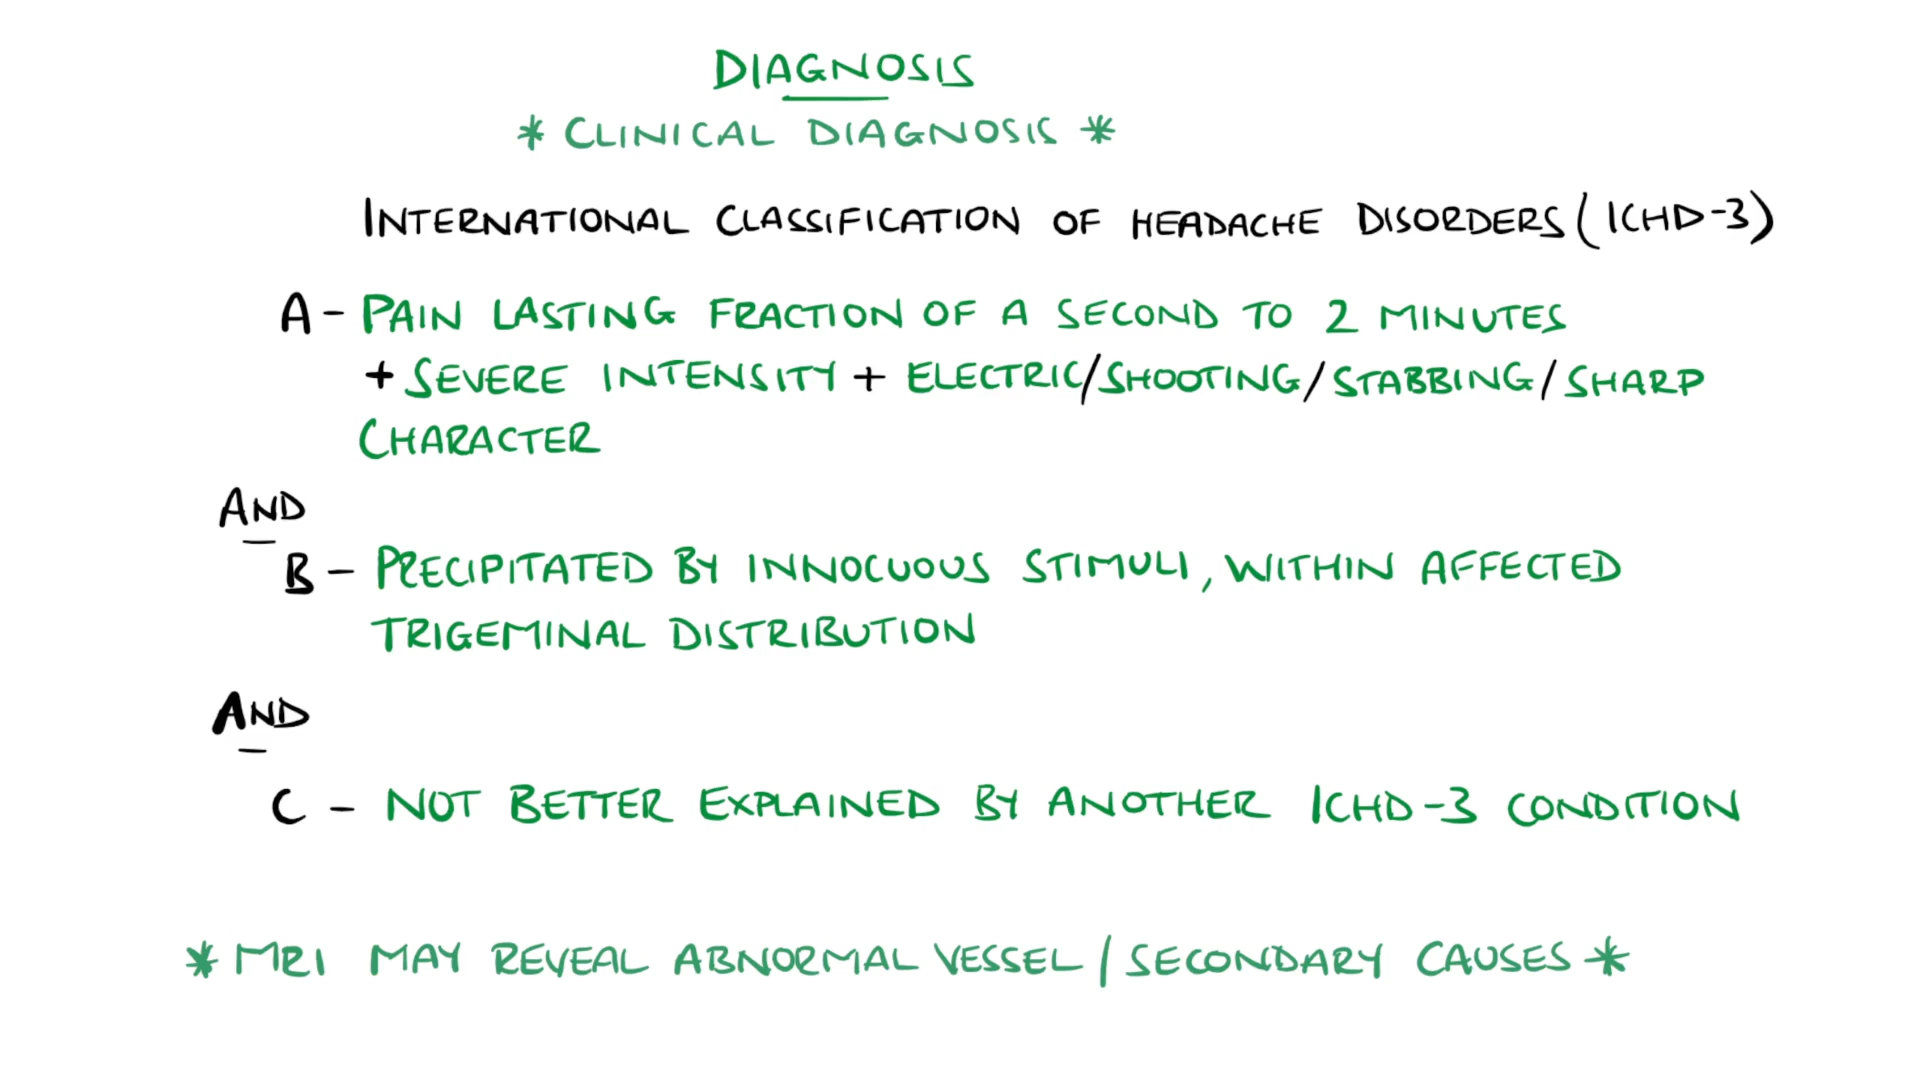 DIAGNOSIS
* CLINICAL DIAGNOSIS *
INTERNATIONAL CLASSIFICATION OF HEADACHE DISORDERS (ICHD-3)
A - PAIN LASTING FRACTION OF A SECOND TO 2 MINUTES
+ SEVERE INTENSITY + ELECTRIC/SHOOTING/STABBING/SHARP
CHARACTER
AND
B - PRECIPITATED BY INNOCUOUS STIMULI, WITHIN AFFECTED
TRIGEMINAL DISTRIBUTION
AND
C - NOT BETTER EXPLAINED BY ANOTHER ICHD-3 CONDITION
* MRI MAY REVEAL ABNORMAL VESSEL / SECONDARY CAUSES *